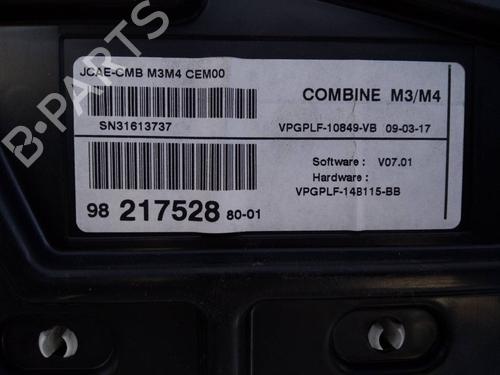 B-PARTS
JCAE-CMB M3M4 CEM00
COMBINE M3/M4
SN31613737
VPGPLF-10849-VB 09-03-17
Software : V07.01
Hardware :
VPGPLF-14B115-BB
98 217528 80-01